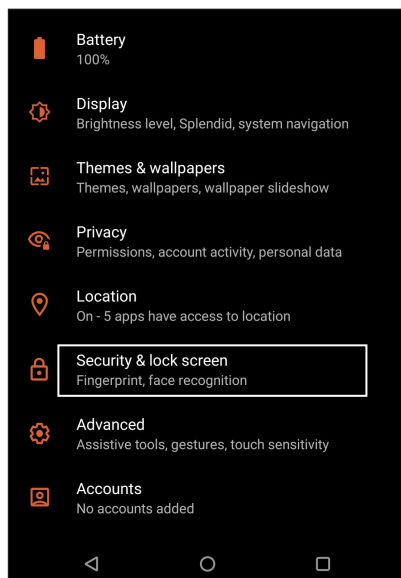 Battery
100%
Display
Brightness level, Splendid, system navigation
Themes & wallpapers
Themes, wallpapers, wallpaper slideshow
Privacy
Permissions, account activity, personal data
Location
On - 5 apps have access to location
Security & lock screen
Fingerprint, face recognition
Advanced
Assistive tools, gestures, touch sensitivity
Accounts
No accounts added